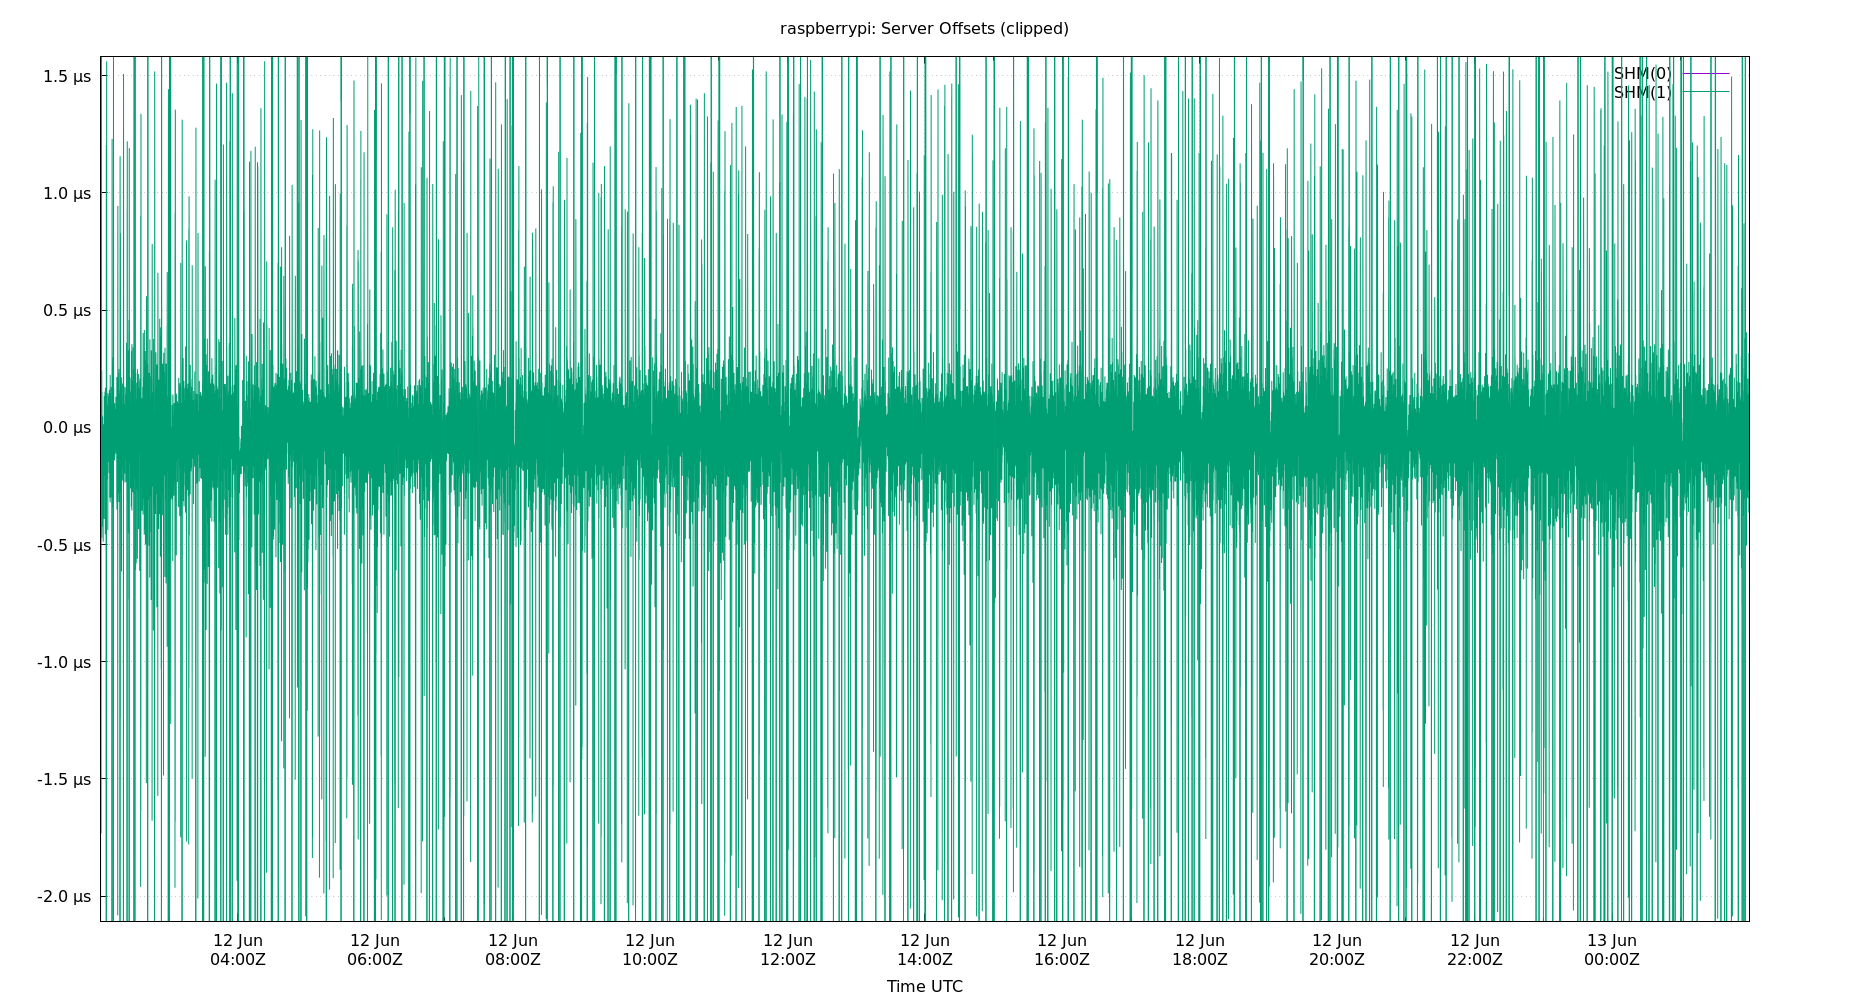 raspberrypi: Server Offsets (clipped)
1.5 µs
1.0 µs
0.5 µs
0.0 µs
-0.5 µs
-1.0 µs
-1.5 µs
-2.0 µs
SHM(0)
SHM(1)
12 Jun 12 Jun 12 Jun 12 Jun 12 Jun 12 Jun 12 Jun 12 Jun 12 Jun 12 Jun 13 Jun
04:00Z 06:00Z 08:00Z 10:00Z 12:00Z 14:00Z 16:00Z 18:00Z 20:00Z 22:00Z 00:00Z
Time UTC